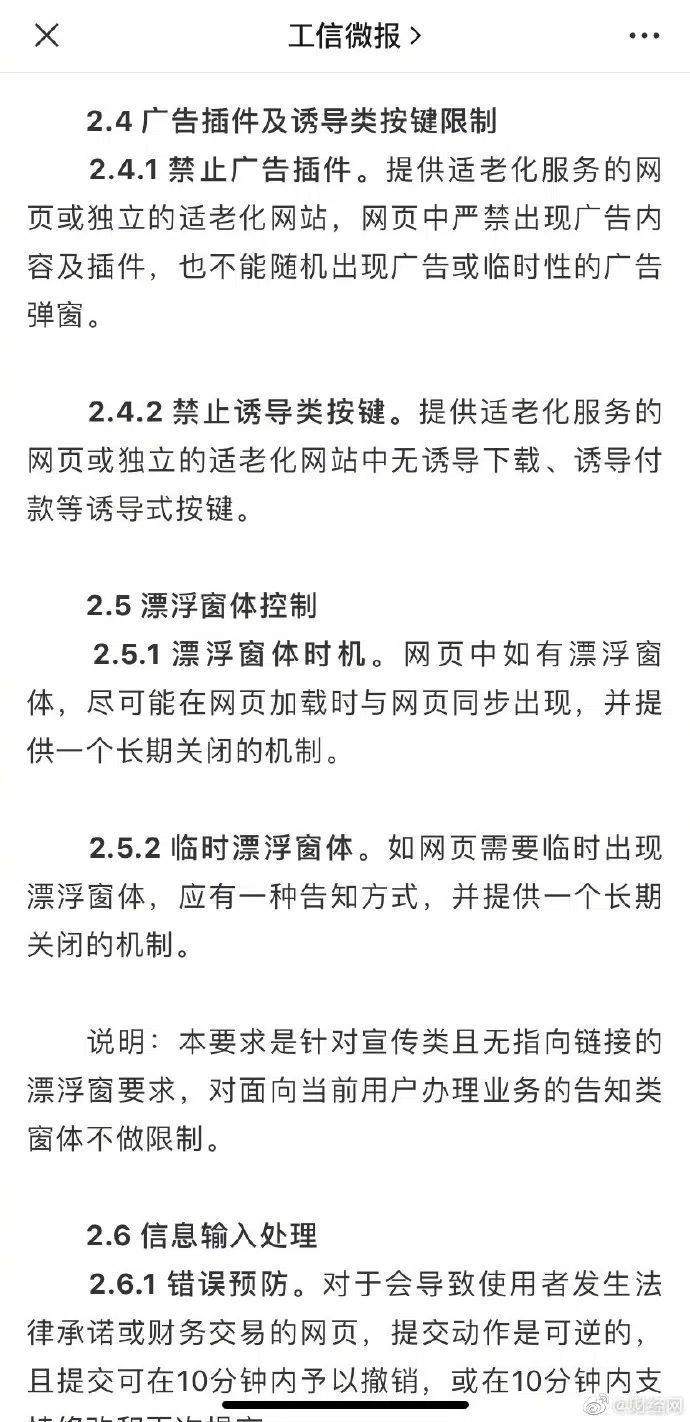 工信微报
2.4 广告插件及诱导类按键限制
2.4.1 禁止广告插件。提供适老化服务的网
页或独立的适老化网站，网页中严禁出现广告内
容及插件，也不能随机出现广告或临时性的广告
弹窗。
2.4.2 禁止诱导类按键。提供适老化服务的
网页或独立的适老化网站中无诱导下载、诱导付
款等诱导式按键。
2.5 漂浮窗体控制
2.5.1 漂浮窗体时机。网页中如有漂浮窗
体，尽可能在网页加载时与网页同步出现，并提
供一个长期关闭的机制。
2.5.2 临时漂浮窗体。如网页需要临时出现
漂浮窗体，应有一种告知方式，并提供一个长期
关闭的机制。
说明：本要求是针对宣传类且无指向链接的
漂浮窗要求，对面向当前用户办理业务的告知类
窗体不做限制。
2.6 信息输入处理
2.6.1 错误预防。对于会导致使用者发生法
律承诺或财务交易的网页，提交动作是可逆的，
且提交可在10分钟内予以撤销，或在10分钟内支
@财经网